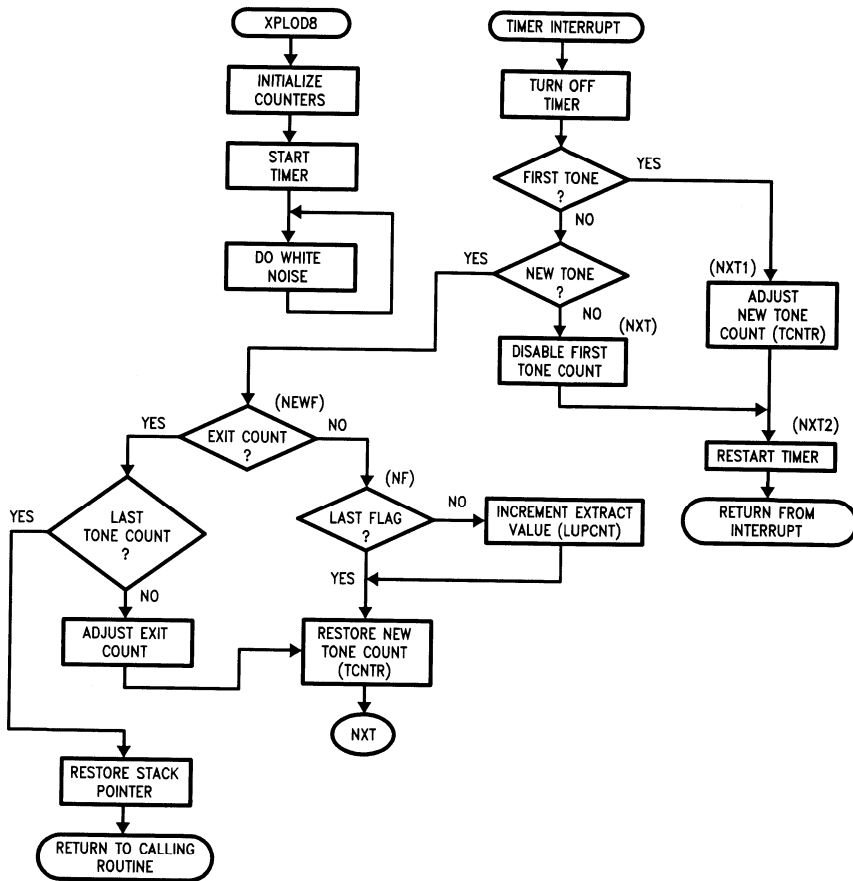 XPLOD8
INITIALIZE
COUNTERS
START
TIMER
DO WHITE
NOISE
TIMER INTERRUPT
TURN OFF
TIMER
FIRST TONE
?
YES
NO
NEW TONE
?
YES
NO
(NXT)
DISABLE FIRST
TONE COUNT
(NXT1)
ADJUST
NEW TONE
COUNT (TCNTR)
(NXT2)
RESTART TIMER
RETURN FROM
INTERRUPT
(NEWF)
EXIT COUNT
?
YES
NO
LAST
TONE COUNT
?
YES
NO
ADJUST EXIT
COUNT
(NF)
LAST FLAG
?
NO
YES
INCREMENT EXTRACT
VALUE (LUPCNT)
RESTORE NEW
TONE COUNT
(TCNTR)
NXT
RESTORE STACK
POINTER
RETURN TO CALLING
ROUTINE